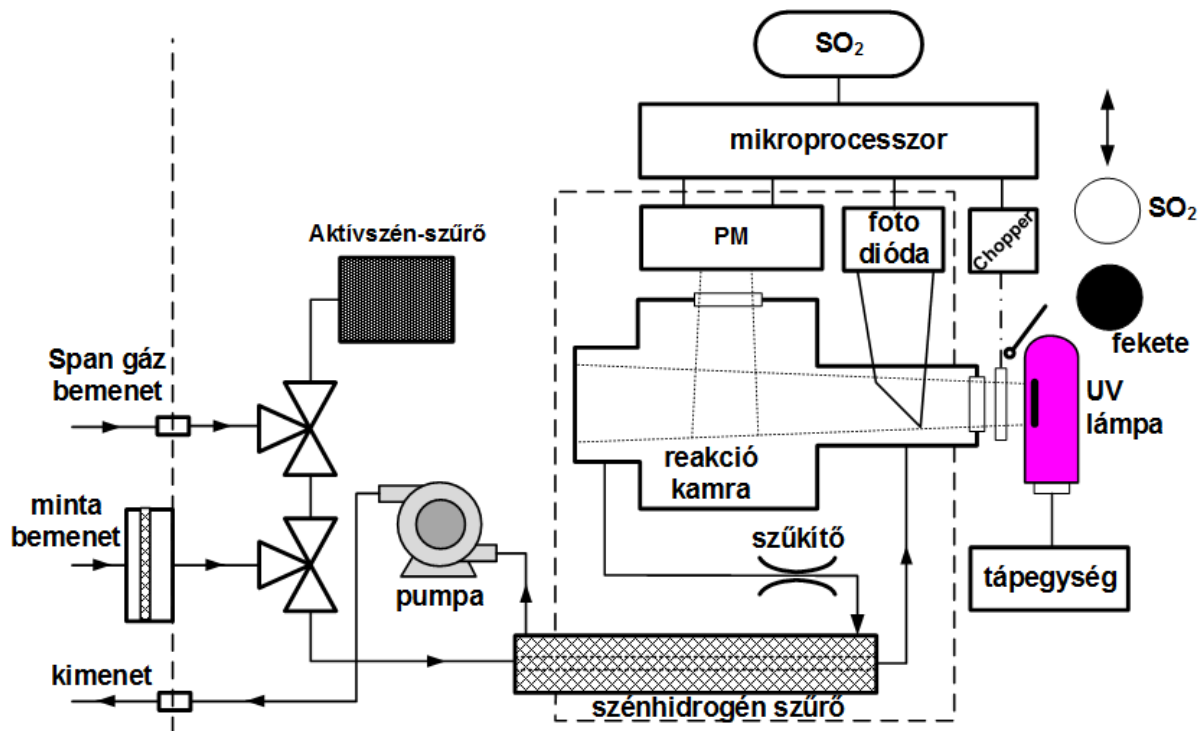 SO₂
mikroprocesszor
SO₂
PM
foto
dióda
Chopper
Aktívszén-szűrő
fekete
Span gáz
bemenet
UV
lámpa
reakció
kamra
minta
bemenet
szűkítő
pumpa
tápegység
kimenet
szénhidrogén szűrő